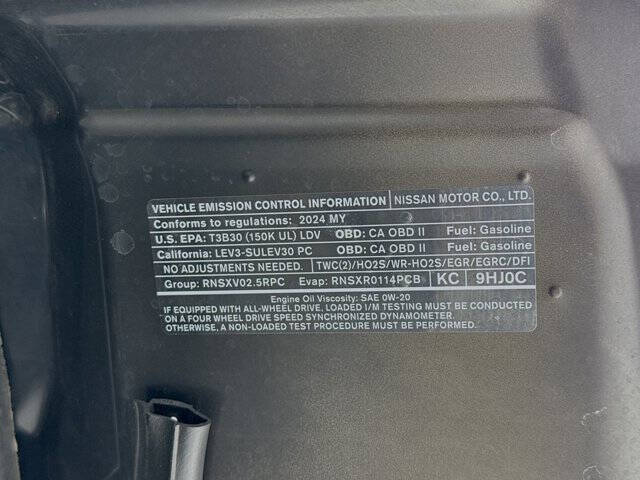 VEHICLE EMISSION CONTROL INFORMATION NISSAN MOTOR CO., LTD.
Conforms to regulations: 2024 MY
U.S. EPA: T3B30 (150K UL) LDV OBD: CA OBD II Fuel: Gasoline
California: LEV3-SULEV30 PC OBD: CA OBD II Fuel: Gasoline
NO ADJUSTMENTS NEEDED. TWC(2)/HO2S/WR-HO2S/EGR/EGRC/DFI
Group: RNSXV02.5RPC Evap: RNSXR0114PCB KC 9HJ0C
Engine Oil Viscosity: SAE 0W-20
IF EQUIPPED WITH ALL-WHEEL DRIVE, LOADED I/M TESTING MUST BE CONDUCTED
ON A FOUR WHEEL DRIVE SPEED SYNCHRONIZED DYNAMOMETER.
OTHERWISE, A NON-LOADED TEST PROCEDURE MUST BE PERFORMED.